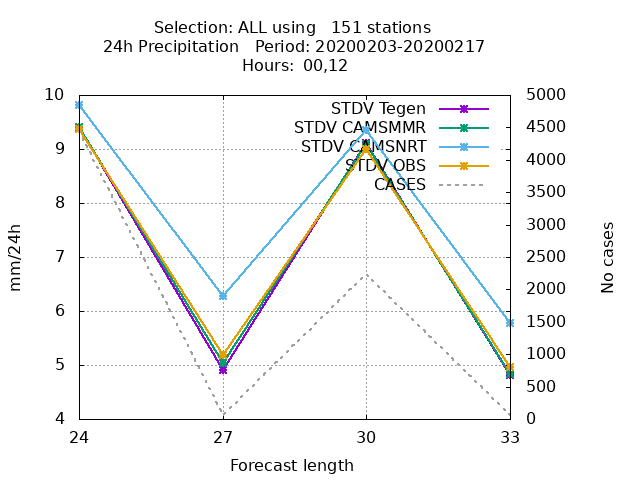 Selection: ALL using   151 stations
24h Precipitation   Period: 20200203-20200217
Hours:  00,12
STDV Tegen
STDV CAMSMMR
STDV CAMSNRT
STDV OBS
CASES
10
9
8
7
6
5
4
mm/24h
5000
4500
4000
3500
3000
2500
2000
1500
1000
500
0
No cases
24
27
30
33
Forecast length